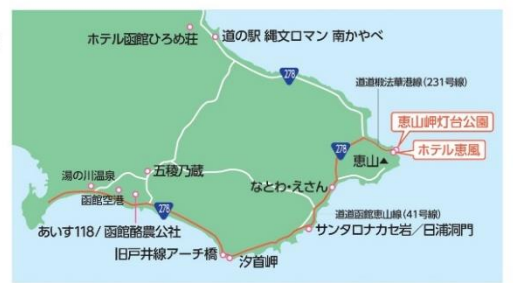 ホテル函館ひろめ荘
道の駅 縄文ロマン 南かやべ
278
道道椴法華港線(231号線)
恵山岬灯台公園
278
ホテル恵風
恵山▲
五稜乃蔵
湯の川温泉
なとわ・えさん
函館空港
278
道道函館恵山線(41号線)
あいす118/函館酪農公社
サンタロナカセ岩/日浦洞門
旧戸井線アーチ橋
汐首岬